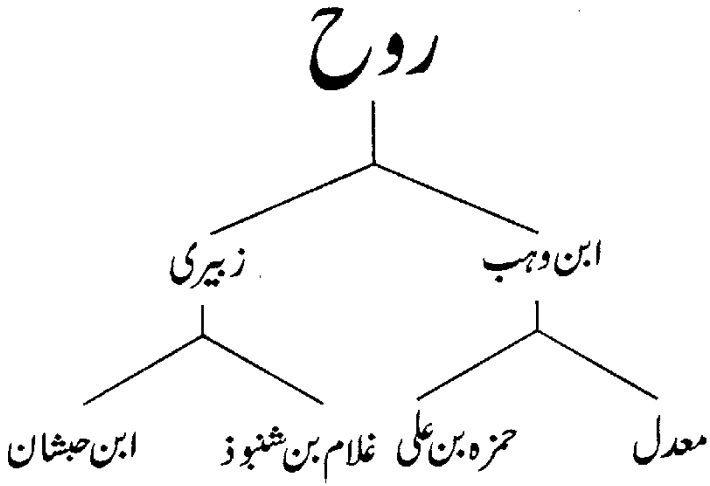 روح
ابن وہب زبیری
معدل حمزہ بن علی غلام بن شنبوذ ابن حبشان